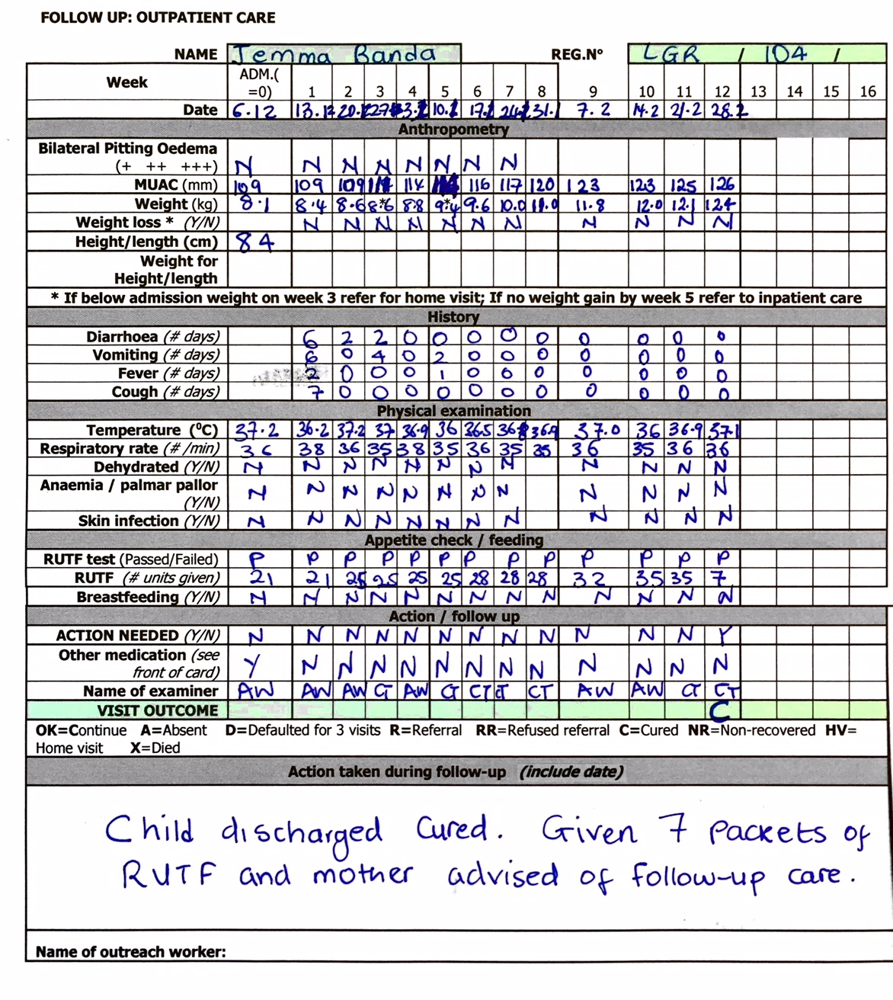 FOLLOW UP: OUTPATIENT CARE
NAME Jemma Banda REG.Nº LGR / 104 /
Week ADM.( =0) 1 2 3 4 5 6 7 8 9 10 11 12 13 14 15 16
Date 6.12 13.12 20.12 27 3.1 10.1 17.1 24.1 31.1 7.2 14.2 21.2 28.2
Anthropometry
Bilateral Pitting Oedema
(+ ++ +++) N N N N N N N N
MUAC (mm) 109 109 109 114 116 117 120 123 123 125 126
Weight (kg) 8.1 8.4 8.6 8.6 8.8 9.4 9.6 10.0 11.0 11.8 12.0 12.1 12.4
Weight loss * (Y/N) N N N N N N N N N N N
Height/length (cm) 84
Weight for
Height/length
* If below admission weight on week 3 refer for home visit; If no weight gain by week 5 refer to inpatient care
History
Diarrhoea (# days) 6 2 2 0 0 0 0 0 0 0 0 0
Vomiting (# days) 6 0 4 0 2 0 0 0 0 0 0 0
Fever (# days) 2 0 0 0 1 0 0 0 0 0 0 0
Cough (# days) 7 0 0 0 0 0 0 0 0 0 0 0
Physical examination
Temperature (⁰C) 37.2 36.2 37.2 37 36.9 36 36.5 36.9 37.0 36 36.9 37.1
Respiratory rate (# /min) 36 38 36 35 38 35 36 35 35 36 35 36 36
Dehydrated (Y/N) N N N N N N N N N N N N
Anaemia / palmar pallor
(Y/N) N N N N N N N N N N N N
Skin infection (Y/N) N N N N N N N N N N N N
Appetite check / feeding
RUTF test (Passed/Failed) P P P P P P P P P P P P P
RUTF (# units given) 21 21 25 25 25 25 28 28 28 32 35 35 7
Breastfeeding (Y/N) N N N N N N N N N N N N N
Action / follow up
ACTION NEEDED (Y/N) N N N N N N N N N N N N Y
Other medication (see
front of card) Y N N N N N N N N N N N N
Name of examiner AW AW AW CT AW CT CT CT CT AW AW CT CT
VISIT OUTCOME C
OK=Continue A=Absent D=Defaulted for 3 visits R=Referral RR=Refused referral C=Cured NR=Non-recovered HV=
Home visit X=Died
Action taken during follow-up (include date)
Child discharged cured. Given 7 packets of
RUTF and mother advised of follow-up care.
Name of outreach worker: